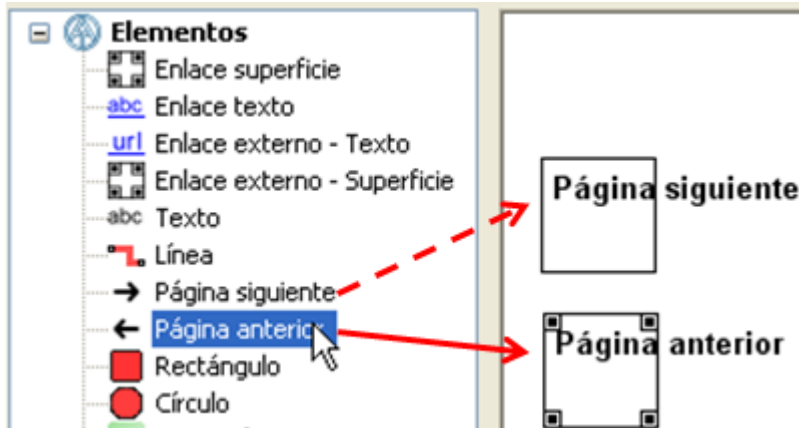 Elementos
Enlace superficie
abc Enlace texto
url Enlace externo - Texto
Enlace externo - Superficie
abc Texto
Línea
Página siguiente
Página anterior
Rectángulo
Círculo
Página siguiente
Página anterior